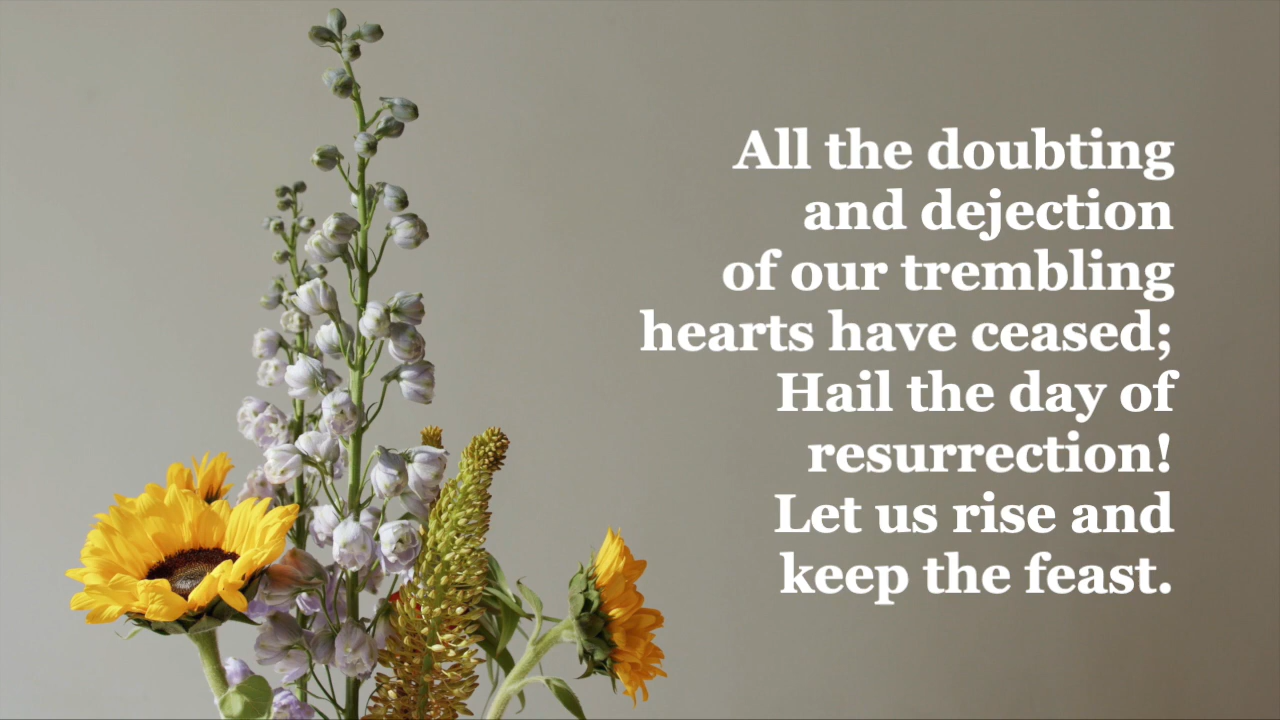 All the doubting
and dejection
of our trembling
hearts have ceased;
Hail the day of
resurrection!
Let us rise and
keep the feast.